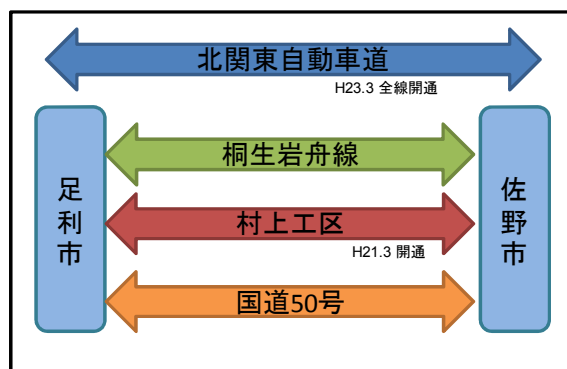 北関東自動車道
H23.3 全線開通
足利市
桐生岩舟線
村上工区
H21.3 開通
国道50号
佐野市